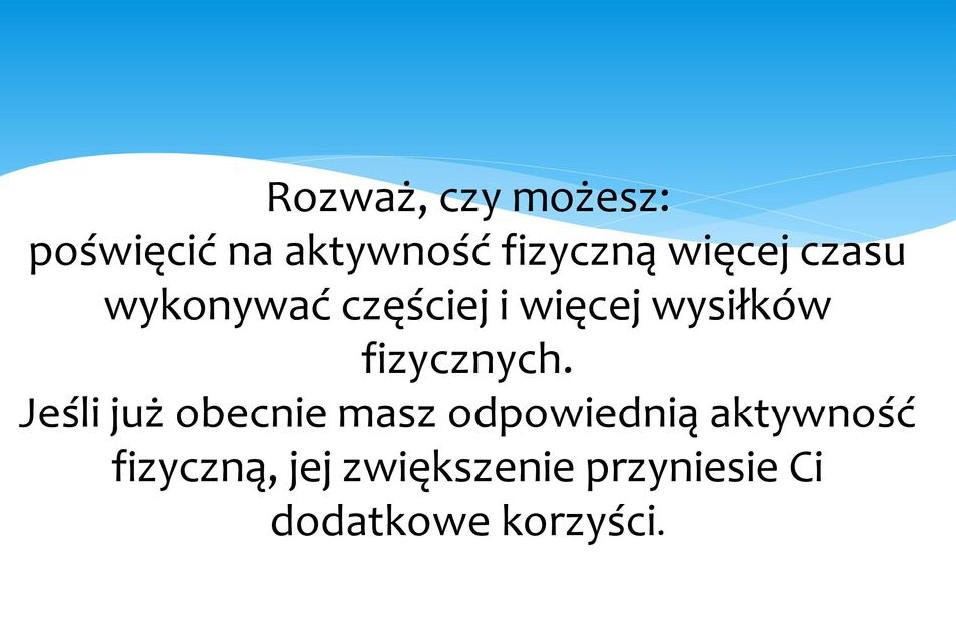 Rozważ, czy możesz:
poświęcić na aktywność fizyczną więcej czasu
wykonywać częściej i więcej wysiłków
fizycznych.
Jeśli już obecnie masz odpowiednią aktywność
fizyczną, jej zwiększenie przyniesie Ci
dodatkowe korzyści.